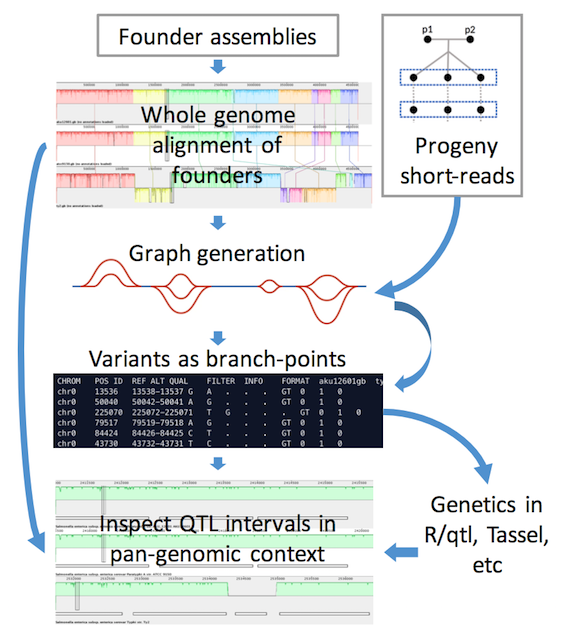 Founder assemblies
p1 p2
Whole genome
alignment of
founders
Progeny
short-reads
Graph generation
Variants as branch-points
CHROM POS ID REF ALT QUAL FILTER INFO FORMAT aku12601gb ty
chr0 13536 13538-13537 G A . . . GT 0 1 0
chr0 50040 50042-50041 A G . . . GT 0 1 0
chr0 225070 225072-225071 T G . . . GT 0 1 0
chr0 79517 79519-79518 A G . . . GT 0 1 0
chr0 84424 84426-84425 C T . . . GT 0 1 0
chr0 43730 43732-43731 T C . . . GT 0 1 0
Inspect QTL intervals in
pan-genomic context
Genetics in
R/qtl, Tassel,
etc